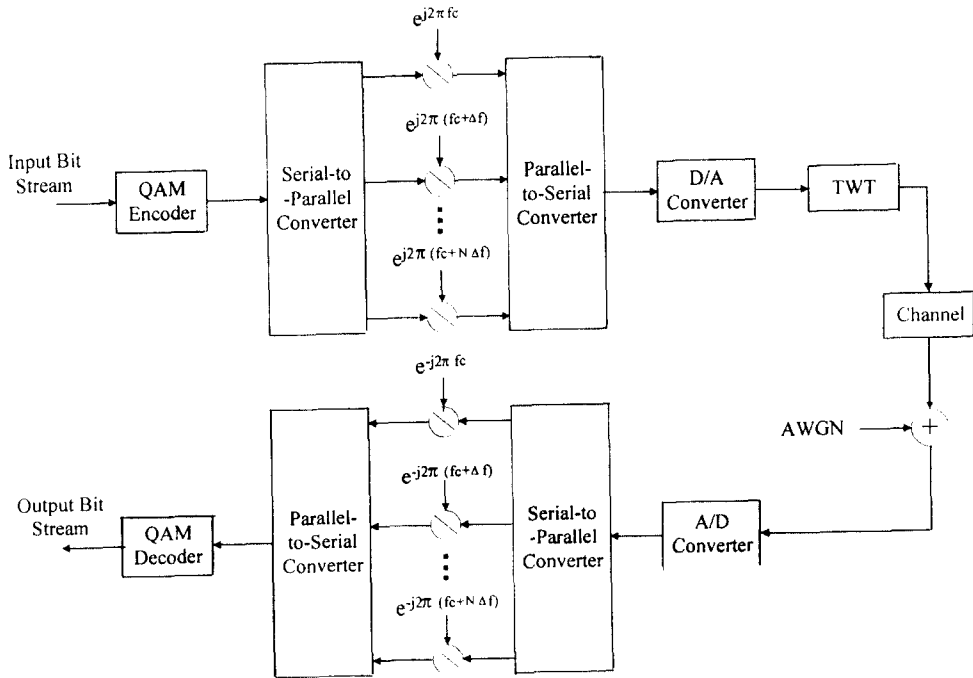 e^j2π fc
e^j2π (fc+Δf)
Input Bit
Stream
QAM
Encoder
Serial-to
-Parallel
Converter
e^j2π (fc+N Δf)
Parallel-
to-Serial
Converter
D/A
Converter
TWT
Channel
AWGN
+
e^-j2π fc
e^-j2π (fc+Δf)
Output Bit
Stream
QAM
Decoder
Parallel-
to-Serial
Converter
e^-j2π (fc+N Δf)
Serial-to
-Parallel
Converter
A/D
Converter